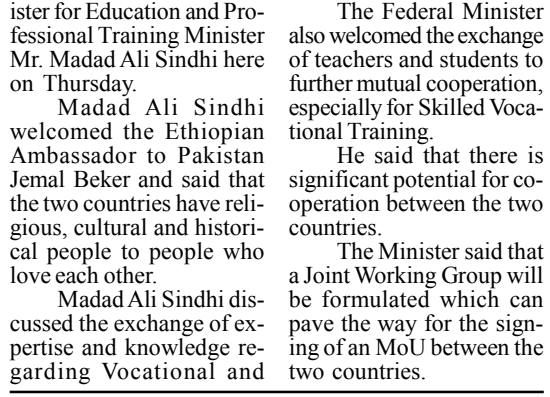 ister for Education and Pro-
fessional Training Minister
Mr. Madad Ali Sindhi here
on Thursday.
Madad Ali Sindhi
welcomed the Ethiopian
Ambassador to Pakistan
Jemal Beker and said that
the two countries have reli-
gious, cultural and histori-
cal people to people who
love each other.
Madad Ali Sindhi dis-
cussed the exchange of ex-
pertise and knowledge re-
garding Vocational and
The Federal Minister
also welcomed the exchange
of teachers and students to
further mutual cooperation,
especially for Skilled Voca-
tional Training.
He said that there is
significant potential for co-
operation between the two
countries.
The Minister said that
a Joint Working Group will
be formulated which can
pave the way for the sign-
ing of an MoU between the
two countries.